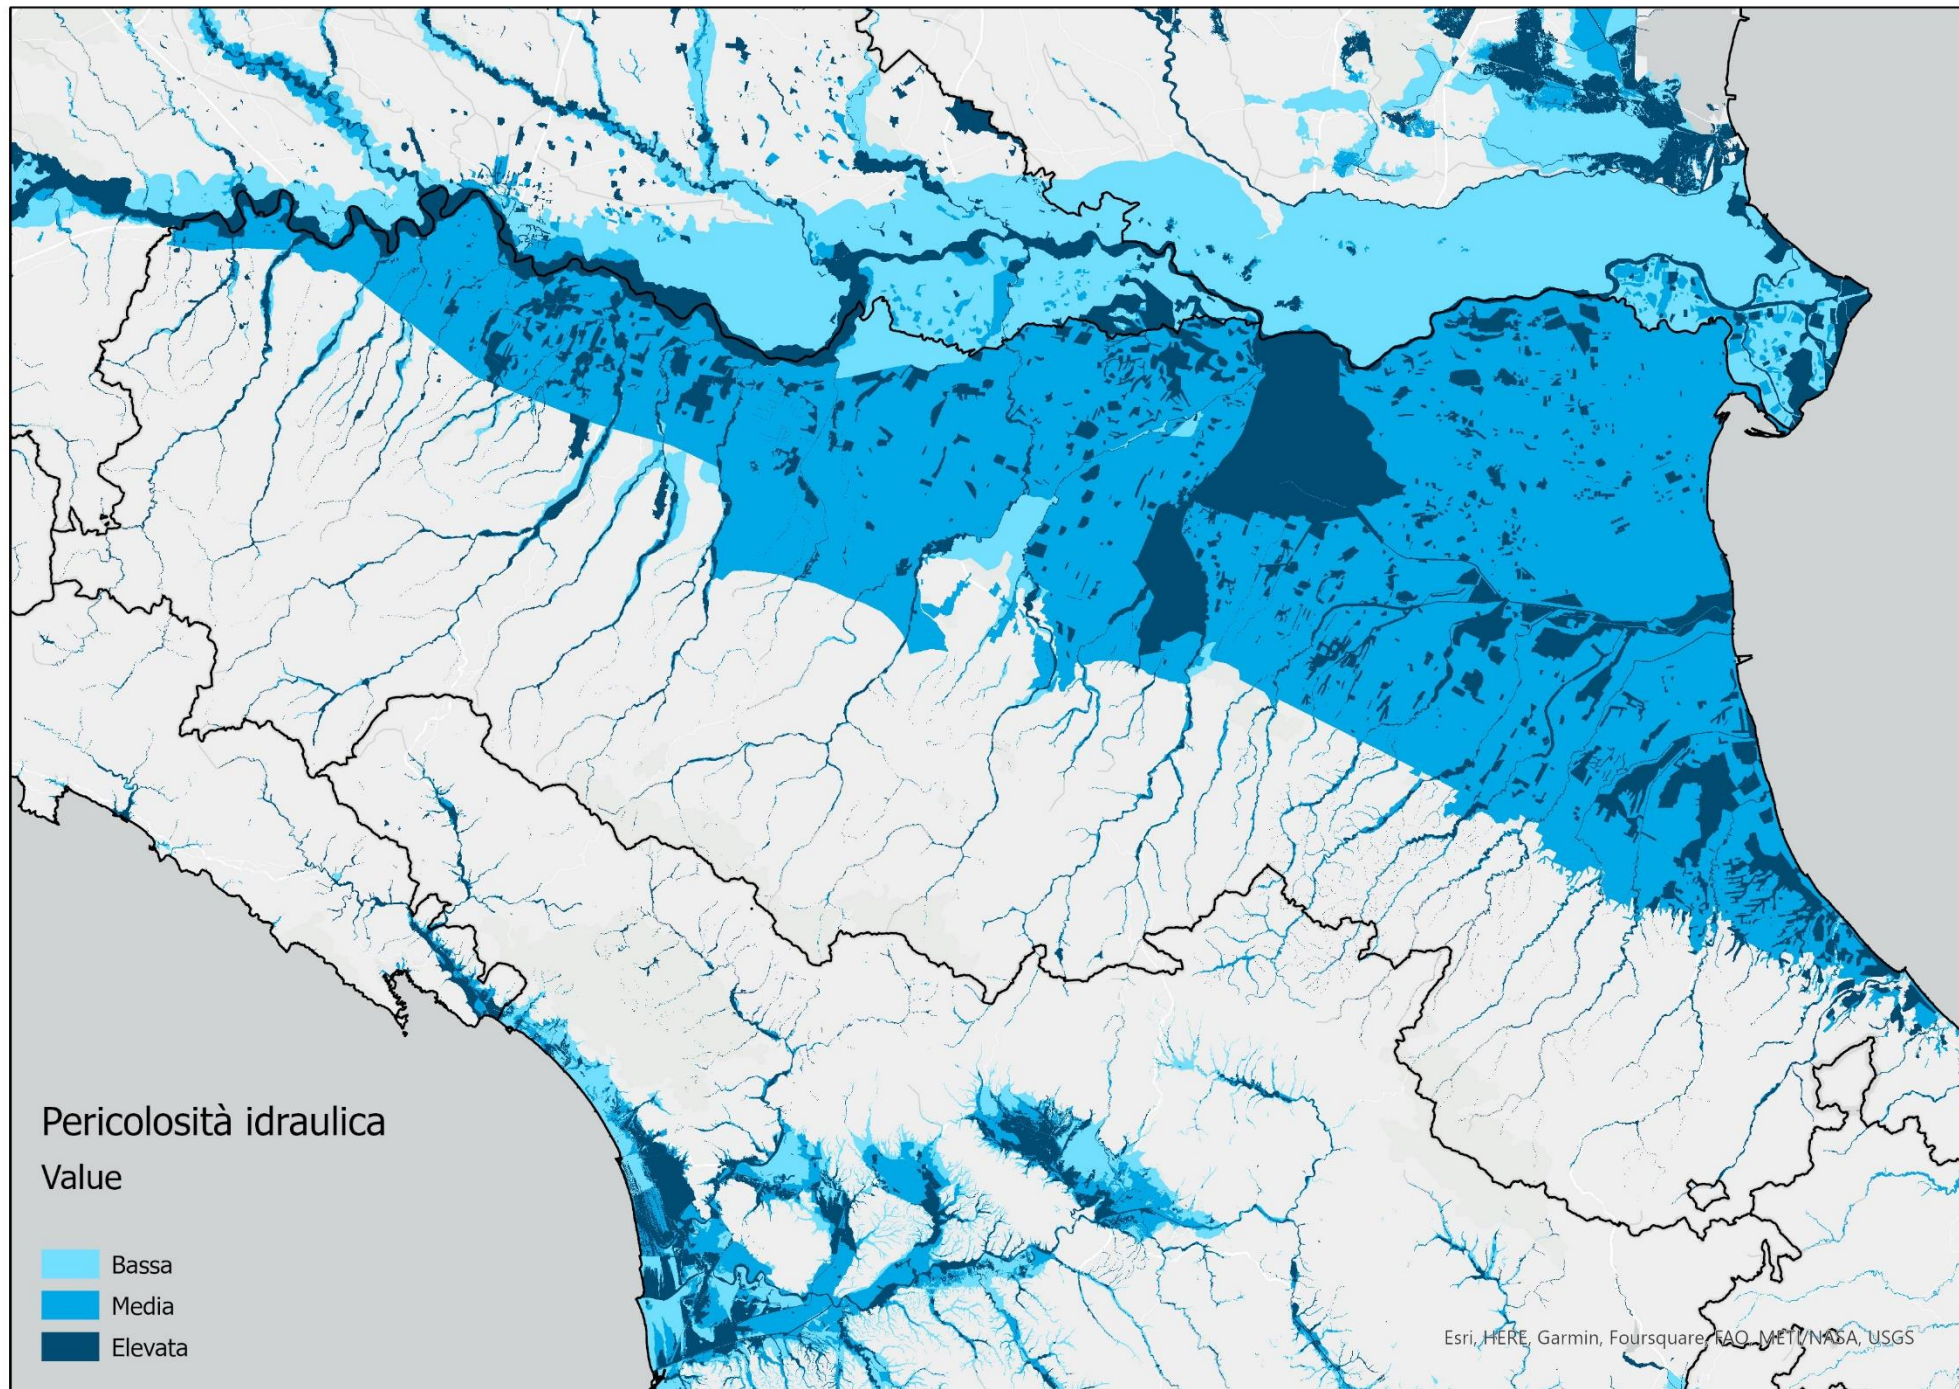 Pericolosità idraulica
Value
Bassa
Media
Elevata
Esri, HERE, Garmin, Foursquare, FAO, METI/NASA, USGS